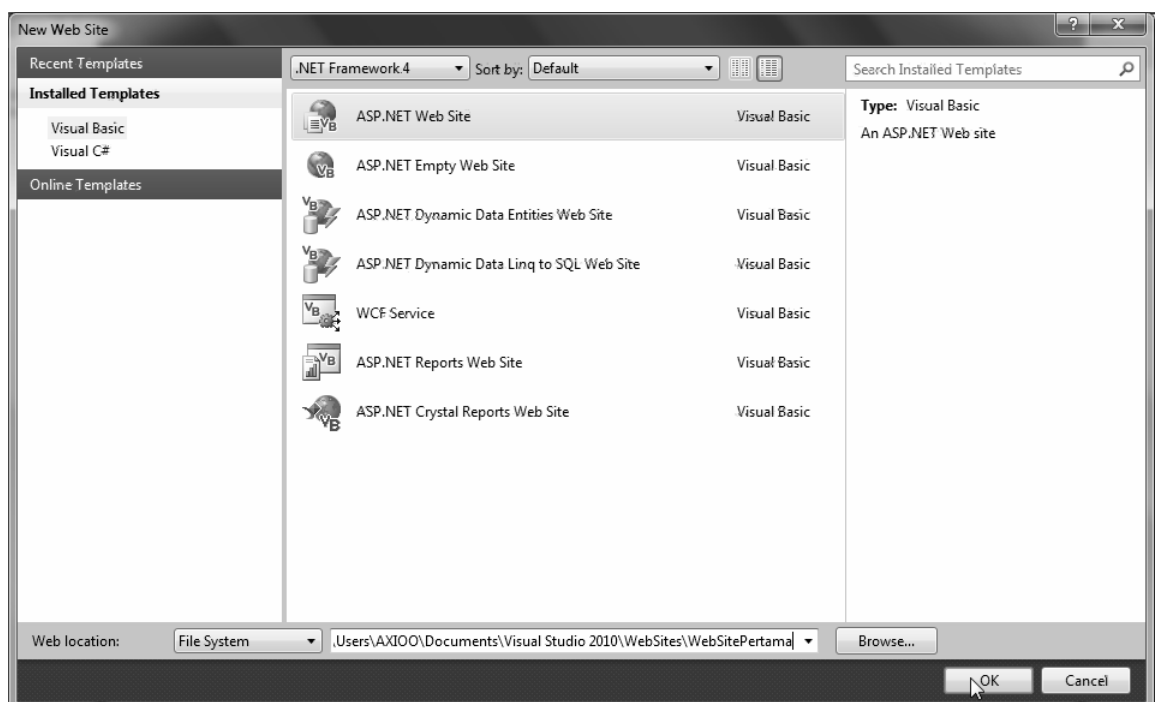 New Web Site
Recent Templates
Installed Templates
Visual Basic
Visual C#
Online Templates
.NET Framework 4 Sort by: Default
ASP.NET Web Site Visual Basic
ASP.NET Empty Web Site Visual Basic
ASP.NET Dynamic Data Entities Web Site Visual Basic
ASP.NET Dynamic Data Linq to SQL Web Site Visual Basic
WCF Service Visual Basic
ASP.NET Reports Web Site Visual Basic
ASP.NET Crystal Reports Web Site Visual Basic
Search Installed Templates
Type: Visual Basic
An ASP.NET Web site
Web location: File System \Users\AXIOO\Documents\Visual Studio 2010\WebSites\WebSitePertama Browse...
OK Cancel